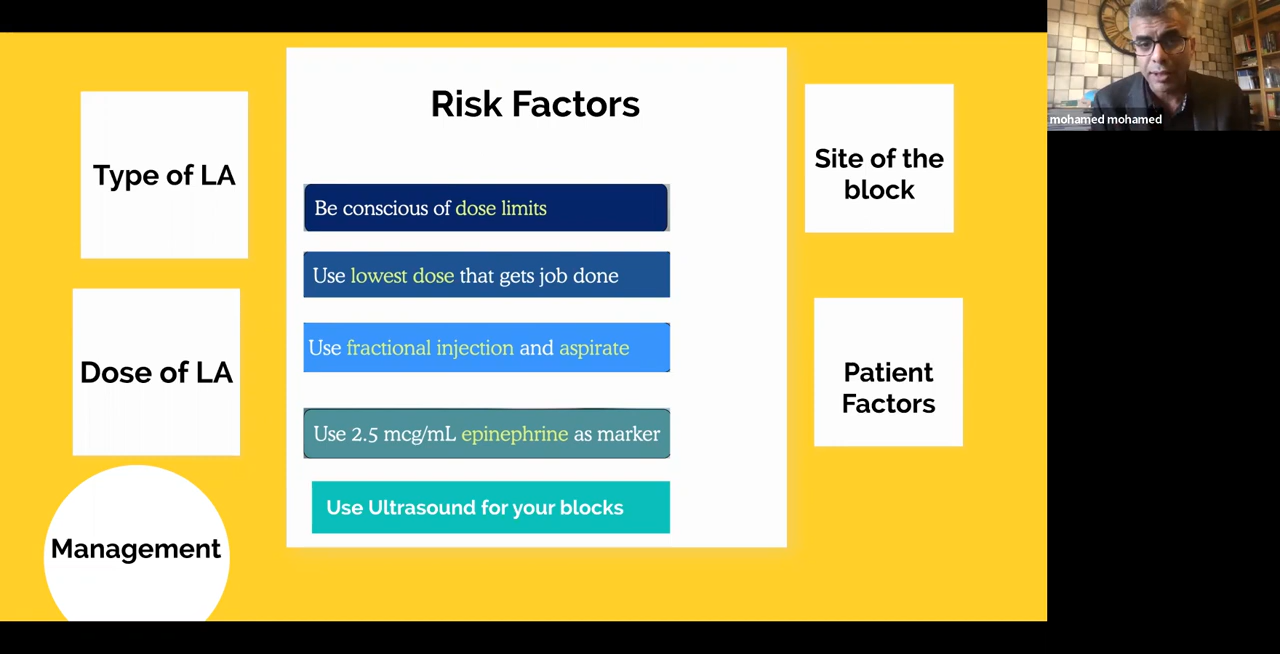 Risk Factors
Type of LA
Dose of LA
Management
Be conscious of dose limits
Use lowest dose that gets job done
Use fractional injection and aspirate
Use 2.5 mcg/mL epinephrine as marker
Use Ultrasound for your blocks
Site of the
block
Patient
Factors
mohamed mohamed